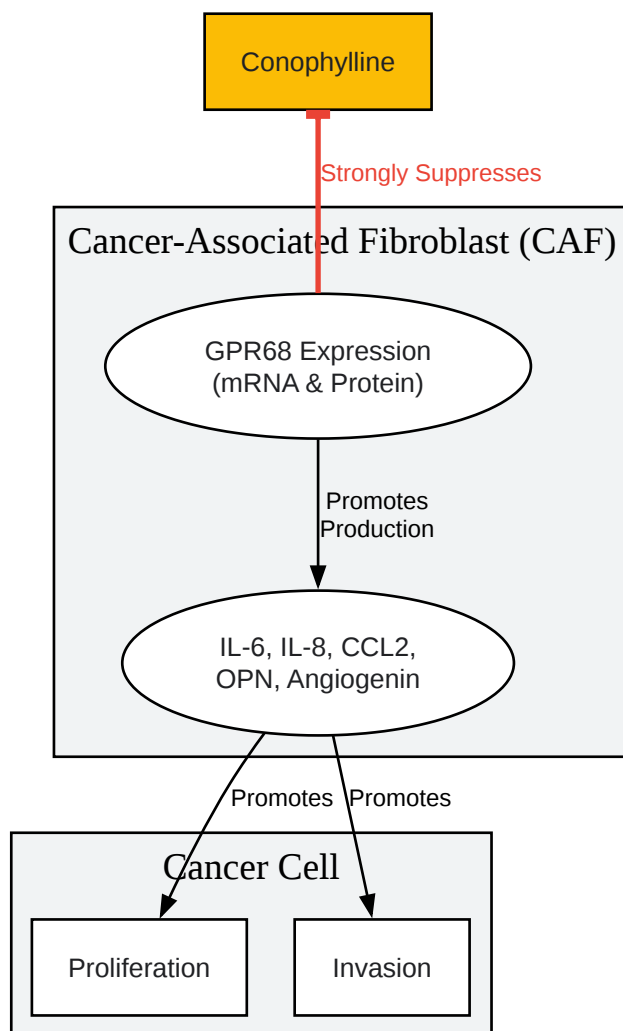 Conophylline
Strongly Suppresses
Cancer-Associated Fibroblast (CAF)
GPR68 Expression
(mRNA & Protein)
Promotes
Production
IL-6, IL-8, CCL2,
OPN, Angiogenin
Promotes
Promotes
Cancer Cell
Proliferation
Invasion